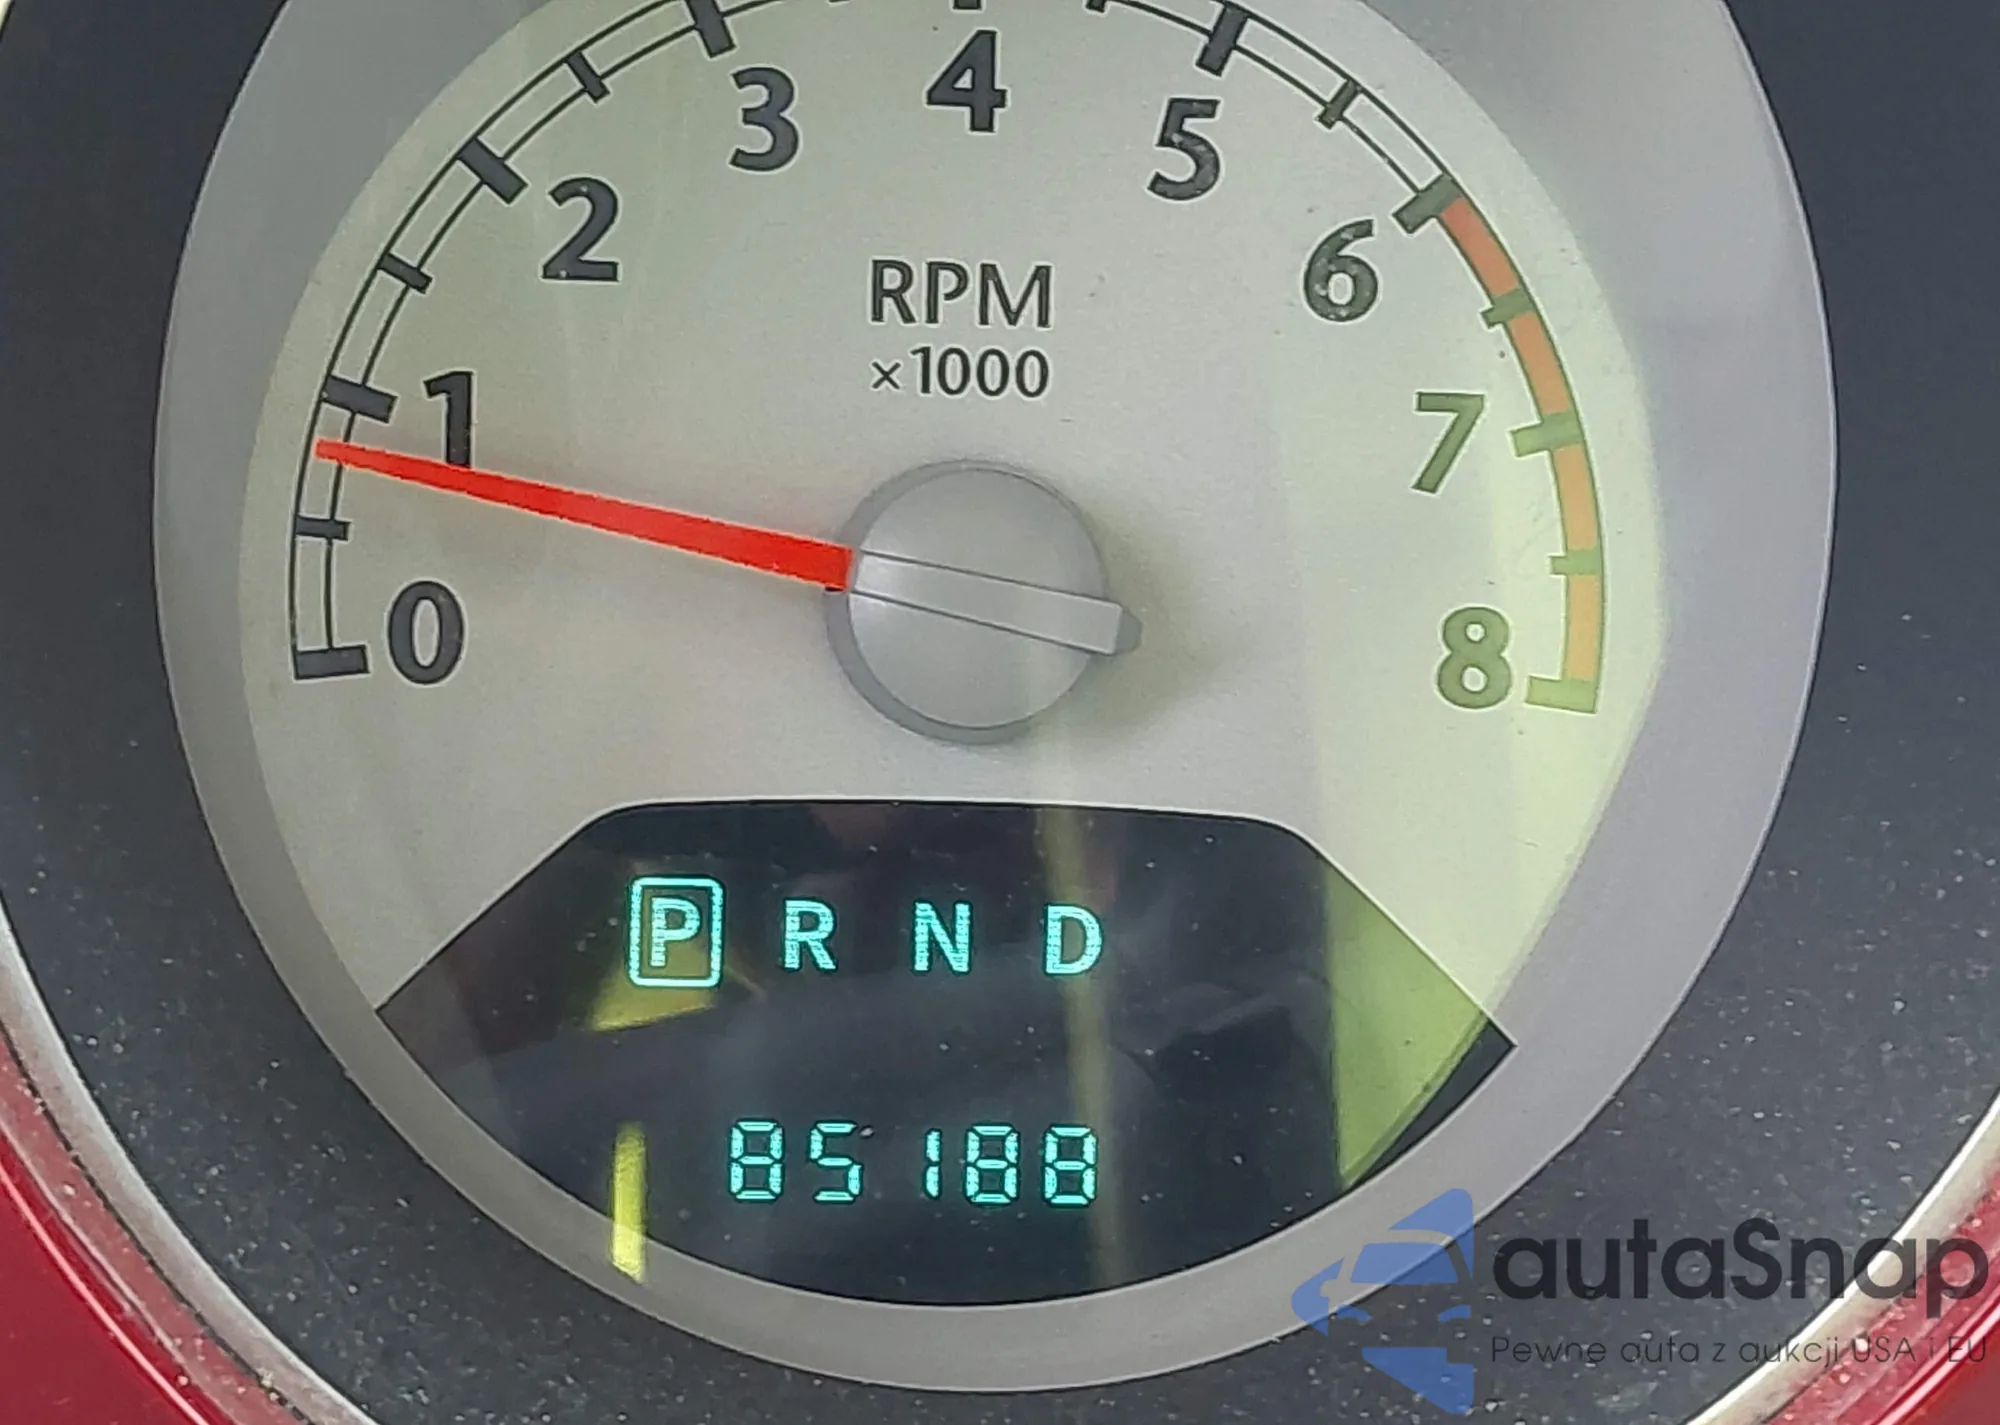 0 1 2 3 4 5 6 7 8
RPM
×1000
P R N D
85188
autaSnap
Pewne auta z aukcji USA i EU